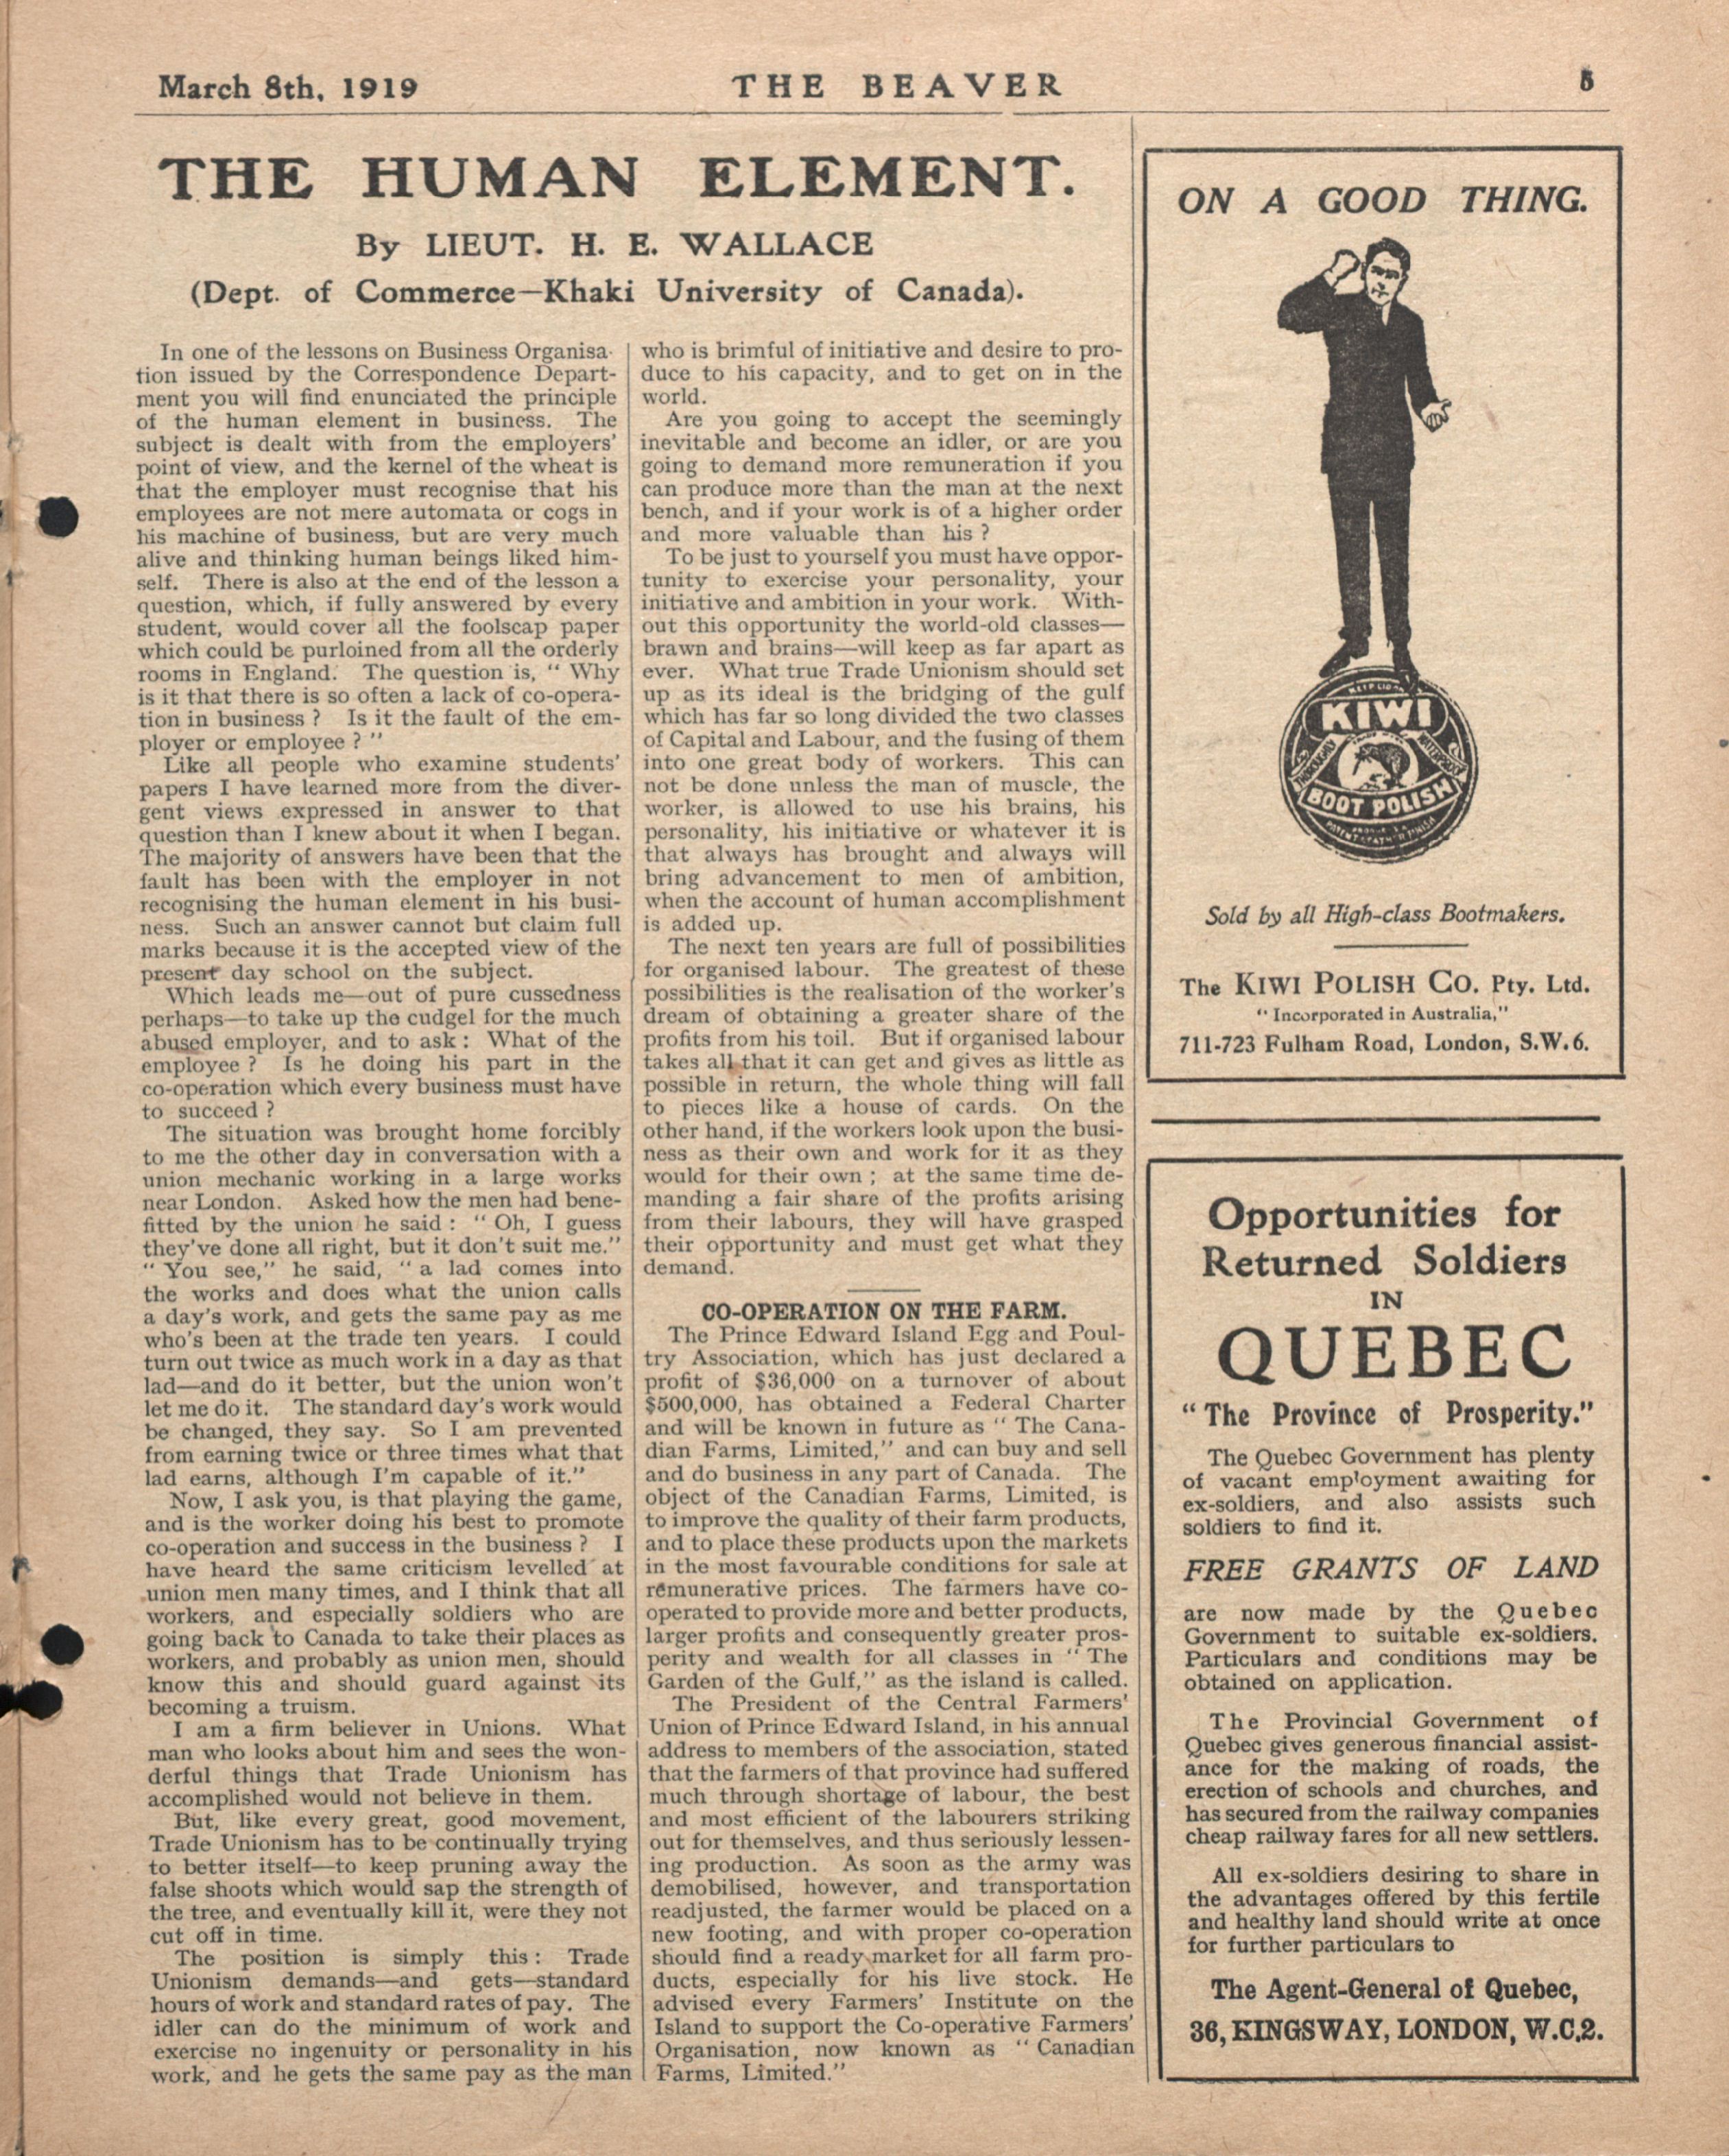 March 8th, 1919
THE BEAVER
5
THE HUMAN ELEMENT.
By LIEUT. H. E. WALLACE
(Dept. of Commerce—Khaki University of Canada).
In one of the lessons on Business Organisa-
tion issued by the Correspondence Depart-
ment you will find enunciated the principle
of the human element in business. The
subject is dealt with from the employers'
point of view, and the kernel of the wheat is
that the employer must recognise that his
employees are not mere automata or cogs in
his machine of business, but are very much
alive and thinking human beings liked him-
self. There is also at the end of the lesson a
question, which, if fully answered by every
student, would cover all the foolscap paper
which could be purloined from all the orderly
rooms in England. The question is, "Why
is it that there is so often a lack of co-opera-
tion in business? Is it the fault of the em-
ployer or employee?"
Like all people who examine students'
papers I have learned more from the diver-
gent views expressed in answer to that
question than I knew about it when I began.
The majority of answers have been that the
fault has been with the employer in not
recognising the human element in his busi-
ness. Such an answer cannot but claim full
marks because it is the accepted view of the
present day school on the subject.
Which leads me—out of pure cussedness
perhaps—to take up the cudgel for the much
abused employer, and to ask: What of the
employee? Is he doing his part in the
co-operation which every business must have
to succeed?
The situation was brought home forcibly
to me the other day in conversation with a
union mechanic working in a large works
near London. Asked how the men had bene-
fitted by the union he said: "Oh, I guess
they've done all right, but it don't suit me."
"You see," he said, "a lad comes into
the works and does what the union calls
a day's work, and gets the same pay as me
who's been at the trade ten years. I could
turn out twice as much work in a day as that
lad—and do it better, but the union won't
let me do it. The standard day's work would
be changed, they say. So I am prevented
from earning twice or three times what that
lad earns, although I'm capable of it."
Now, I ask you, is that playing the game,
and is the worker doing his best to promote
co-operation and success in the business? I
have heard the same criticism levelled at
union men many times, and I think that all
workers, and especially soldiers who are
going back to Canada to take their places as
workers, and probably as union men, should
know this and should guard against its
becoming a truism.
I am a firm believer in Unions. What
man who looks about him and sees the won-
derful things that Trade Unionism has
accomplished would not believe in them.
But, like every great, good movement,
Trade Unionism has to be continually trying
to better itself—to keep pruning away the
false shoots which would sap the strength of
the tree, and eventually kill it, were they not
cut off in time.
The position is simply this: Trade
Unionism demands—and gets—standard
hours of work and standard rates of pay. The
idler can do the minimum of work and
exercise no ingenuity or personality in his
work, and he gets the same pay as the man
who is brimful of initiative and desire to pro-
duce to his capacity, and to get on in the
world.
Are you going to accept the seemingly
inevitable and become an idler, or are you
going to demand more remuneration if you
can produce more than the man at the next
bench, and if your work is of a higher order
and more valuable than his?
To be just to yourself you must have oppor-
tunity to exercise your personality, your
initiative and ambition in your work. With-
out this opportunity the world-old classes—
brawn and brains—will keep as far apart as
ever. What true Trade Unionism should set
up as its ideal is the bridging of the gulf
which has far so long divided the two classes
of Capital and Labour, and the fusing of them
into one great body of workers. This can
not be done unless the man of muscle, the
worker, is allowed to use his brains, his
personality, his initiative or whatever it is
that always has brought and always will
bring advancement to men of ambition,
when the account of human accomplishment
is added up.
The next ten years are full of possibilities
for organised labour. The greatest of these
possibilities is the realisation of the worker's
dream of obtaining a greater share of the
profits from his toil. But if organised labour
takes all that it can get and gives as little as
possible in return, the whole thing will fall
to pieces like a house of cards. On the
other hand, if the workers look upon the busi-
ness as their own and work for it as they
would for their own; at the same time de-
manding a fair share of the profits arising
from their labours, they will have grasped
their opportunity and must get what they
demand.
CO-OPERATION ON THE FARM.
The Prince Edward Island Egg and Poul-
try Association, which has just declared a
profit of $36,000 on a turnover of about
$500,000, has obtained a Federal Charter
and will be known in future as "The Cana-
dian Farms, Limited," and can buy and sell
and do business in any part of Canada. The
object of the Canadian Farms, Limited, is
to improve the quality of their farm products,
and to place these products upon the markets
in the most favourable conditions for sale at
remunerative prices. The farmers have co-
operated to provide more and better products,
larger profits and consequently greater pros-
perity and wealth for all classes in "The
Garden of the Gulf," as the island is called.
The President of the Central Farmers'
Union of Prince Edward Island, in his annual
address to members of the association, stated
that the farmers of that province had suffered
much through shortage of labour, the best
and most efficient of the labourers striking
out for themselves, and thus seriously lessen-
ing production. As soon as the army was
demobilised, however, and transportation
readjusted, the farmer would be placed on a
new footing, and with proper co-operation
should find a ready market for all farm pro-
ducts, especially for his live stock. He
advised every Farmers' Institute on the
Island to support the Co-operative Farmers'
Organisation, now known as "Canadian
Farms, Limited."
ON A GOOD THING.
KIWI
THOROUGHLY
WATERPROOF
BOOT POLISH
Sold by all High-class Bootmakers.
The KIWI POLISH CO. Pty. Ltd.
"Incorporated in Australia,"
711-723 Fulham Road, London, S.W.6.
Opportunities for
Returned Soldiers
IN
QUEBEC
"The Province of Prosperity."
The Quebec Government has plenty
of vacant employment awaiting for
ex-soldiers, and also assists such
soldiers to find it.
FREE GRANTS OF LAND
are now made by the Quebec
Government to suitable ex-soldiers.
Particulars and conditions may be
obtained on application.
The Provincial Government of
Quebec gives generous financial assist-
ance for the making of roads, the
erection of schools and churches, and
has secured from the railway companies
cheap railway fares for all new settlers.
All ex-soldiers desiring to share in
the advantages offered by this fertile
and healthy land should write at once
for further particulars to
The Agent-General of Quebec,
36, KINGSWAY, LONDON, W.C.2.